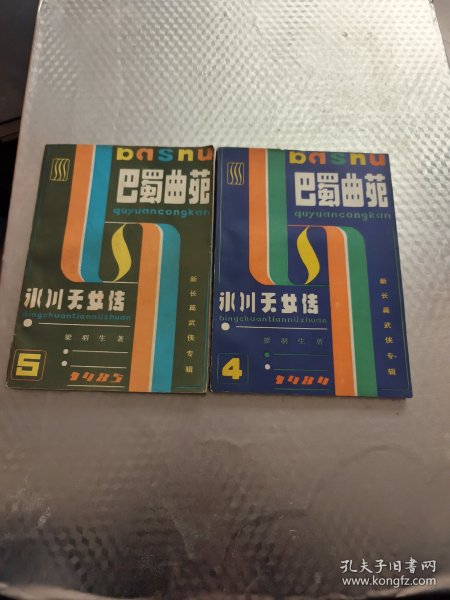 bashu
巴蜀曲苑
quyuancongkan
冰川天女传
bingchuantiannüzhuan
梁羽生著
新长篇武侠专辑
5
1985
bashu
巴蜀曲苑
quyuancongkan
冰川天女传
bingchuantiannüzhuan
梁羽生著
新长篇武侠专辑
4
1984
孔夫子旧书网
www.kongfz.com